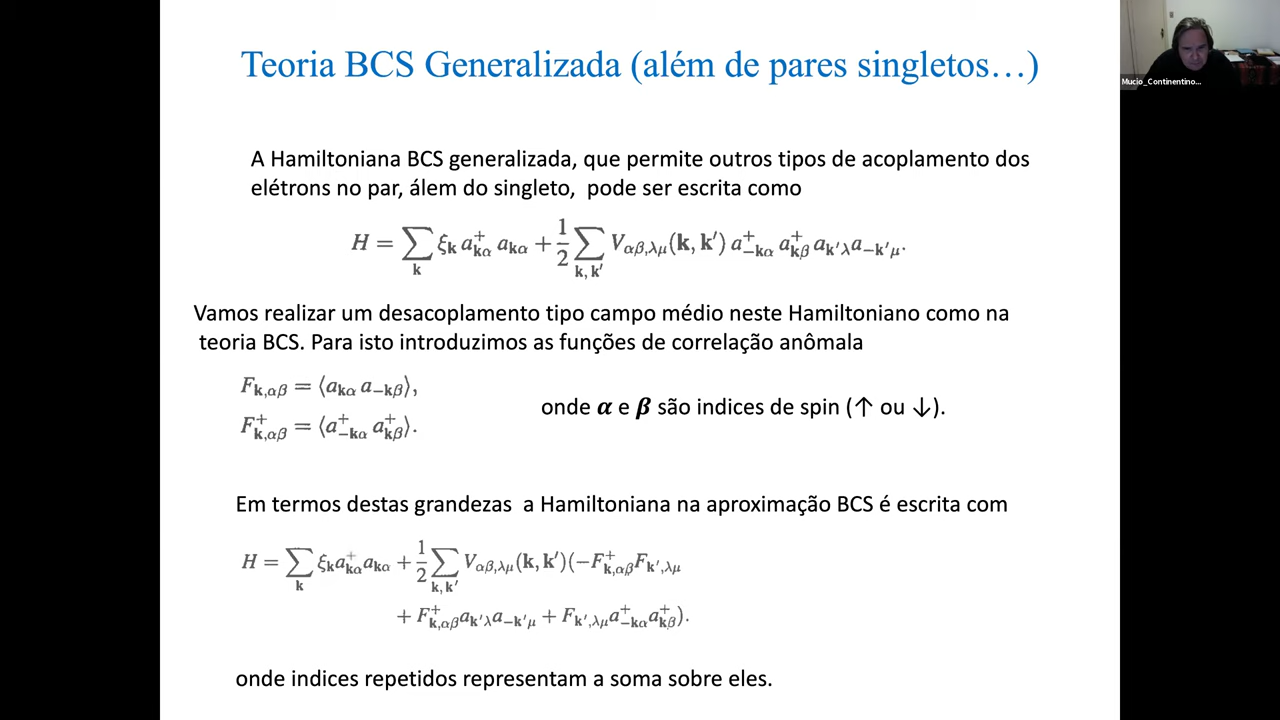 Teoria BCS Generalizada (além de pares singletos…)
Mucio_Continentino...
A Hamiltoniana BCS generalizada, que permite outros tipos de acoplamento dos
elétrons no par, álem do singleto,  pode ser escrita como
H = ∑_k ξ_k a⁺_{kα} a_{kα} + 1/2 ∑_{k,k′} V_{αβ,λμ}(k, k′) a⁺_{−kα} a⁺_{kβ} a_{k′λ} a_{−k′μ}.
Vamos realizar um desacoplamento tipo campo médio neste Hamiltoniano como na
teoria BCS. Para isto introduzimos as funções de correlação anômala
F_{k,αβ} = ⟨a_{kα} a_{−kβ}⟩,
F⁺_{k,αβ} = ⟨a⁺_{−kα} a⁺_{kβ}⟩.
onde α e β são indices de spin (↑ ou ↓).
Em termos destas grandezas  a Hamiltoniana na aproximação BCS é escrita com
H = ∑_k ξ_k a⁺_{kα} a_{kα} + 1/2 ∑_{k,k′} V_{αβ,λμ}(k, k′)(−F⁺_{k,αβ} F_{k′,λμ}
+ F⁺_{k,αβ} a_{k′λ} a_{−k′μ} + F_{k′,λμ} a⁺_{−kα} a⁺_{kβ}).
onde indices repetidos representam a soma sobre eles.